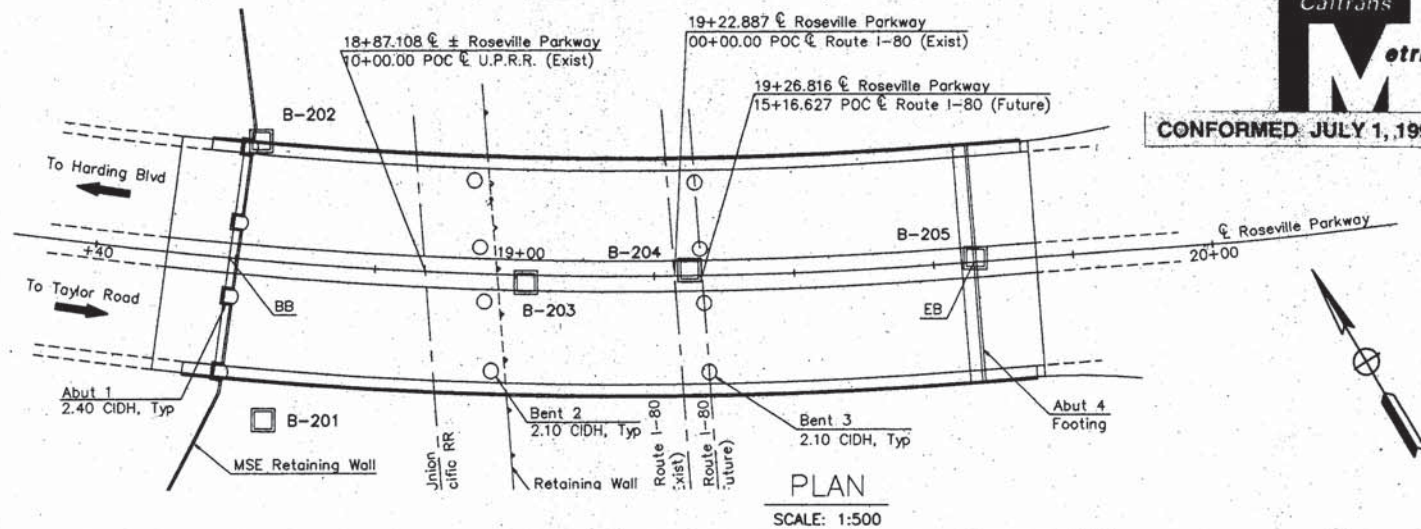 Caltrans
19+22.887 ℄ Roseville Parkway
00+00.00 POC ℄ Route I-80 (Exist)
18+87.108 ℄ ± Roseville Parkway
10+00.00 POC ℄ U.P.R.R. (Exist)
19+26.816 ℄ Roseville Parkway
15+16.627 POC ℄ Route I-80 (Future)
CONFORMED JULY 1, 
B-202
To Harding Blvd
+40
19+00
B-204
B-205
℄ Roseville Parkway
20+00
To Taylor Road
BB
B-203
EB
Abut 1
2.40 CIDH, Typ
B-201
MSE Retaining Wall
Bent 2
2.10 CIDH, Typ
Retaining Wall
RR
Route I-80
Route I-80
Bent 3
2.10 CIDH, Typ
Abut 4
Footing
PLAN
SCALE: 1:500